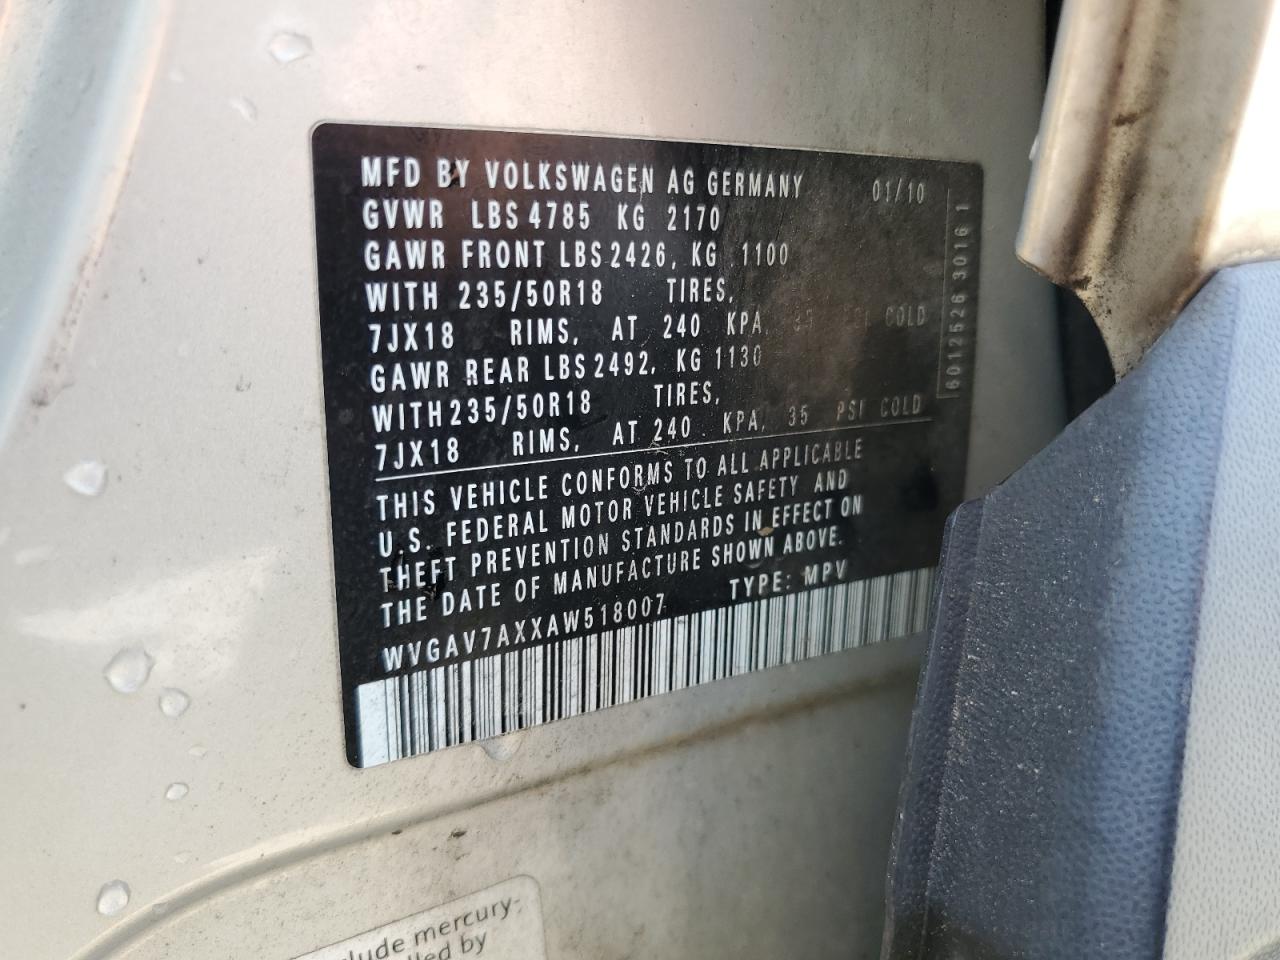 MFD BY VOLKSWAGEN AG GERMANY 01/10
GVWR LBS 4785 KG 2170
GAWR FRONT LBS 2426, KG 1100
WITH 235/50R18 TIRES,
7JX18 RIMS, AT 240 KPA, 35 PSI COLD
GAWR REAR LBS 2492, KG 1130
WITH 235/50R18 TIRES,
7JX18 RIMS, AT 240 KPA, 35 PSI COLD
THIS VEHICLE CONFORMS TO ALL APPLICABLE
U.S. FEDERAL MOTOR VEHICLE SAFETY AND
THEFT PREVENTION STANDARDS IN EFFECT ON
THE DATE OF MANUFACTURE SHOWN ABOVE.
WVGAV7AXXAW518007 TYPE: MPV
6012526 3016 1
mercury-
by